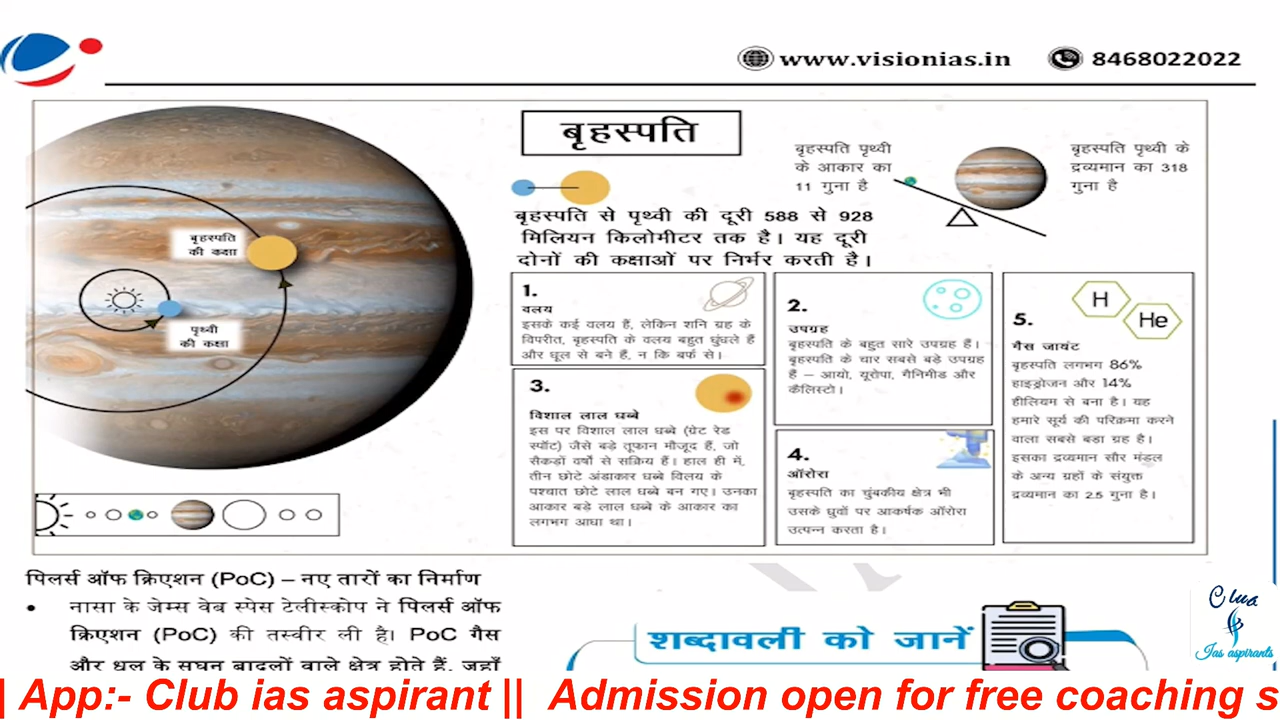 www.visionias.in
8468022022
बृहस्पति
बृहस्पति पृथ्वी
के आकार का
11 गुना है
बृहस्पति पृथ्वी के
द्रव्यमान का 318
गुना है
बृहस्पति से पृथ्वी की दूरी 588 से 928
मिलियन किलोमीटर तक है। यह दूरी
दोनों की कक्षाओं पर निर्भर करती है।
बृहस्पति
की कक्षा
पृथ्वी
की कक्षा
1.
वलय
इसके कई वलय हैं, लेकिन शनि ग्रह के
विपरीत, बृहस्पति के वलय बहुत धुंधले हैं
और धूल से बने हैं, न कि बर्फ से।
2.
उपग्रह
बृहस्पति के बहुत सारे उपग्रह हैं।
बृहस्पति के चार सबसे बड़े उपग्रह
हैं – आयो, यूरोपा, गैनिमीड और
कैलिस्टो।
3.
विशाल लाल धब्बे
इस पर विशाल लाल धब्बे (ग्रेट रेड
स्पॉट) जैसे बड़े तूफान मौजूद हैं, जो
सैकड़ों वर्षों से सक्रिय हैं। हाल ही में,
तीन छोटे अंडाकार धब्बे विलय के
पश्चात छोटे लाल धब्बे बन गए। उनका
आकार बड़े लाल धब्बे के आकार का
लगभग आधा था।
4.
ऑरोरा
बृहस्पति का चुंबकीय क्षेत्र भी
उसके ध्रुवों पर आकर्षक ऑरोरा
उत्पन्न करता है।
H
He
5.
गैस जायंट
बृहस्पति लगभग 86%
हाइड्रोजन और 14%
हीलियम से बना है। यह
हमारे सूर्य की परिक्रमा करने
वाला सबसे बड़ा ग्रह है।
इसका द्रव्यमान सौर मंडल
के अन्य ग्रहों के संयुक्त
द्रव्यमान का 2.5 गुना है।
पिलर्स ऑफ क्रिएशन (PoC) – नए तारों का निर्माण
• नासा के जेम्स वेब स्पेस टेलीस्कोप ने पिलर्स ऑफ
क्रिएशन (PoC) की तस्वीर ली है। PoC गैस
और धूल के सघन बादलों वाले क्षेत्र होते हैं, जहाँ
शब्दावली को जानें
Club
Ias aspirants
| App:- Club ias aspirant || Admission open for free coaching s